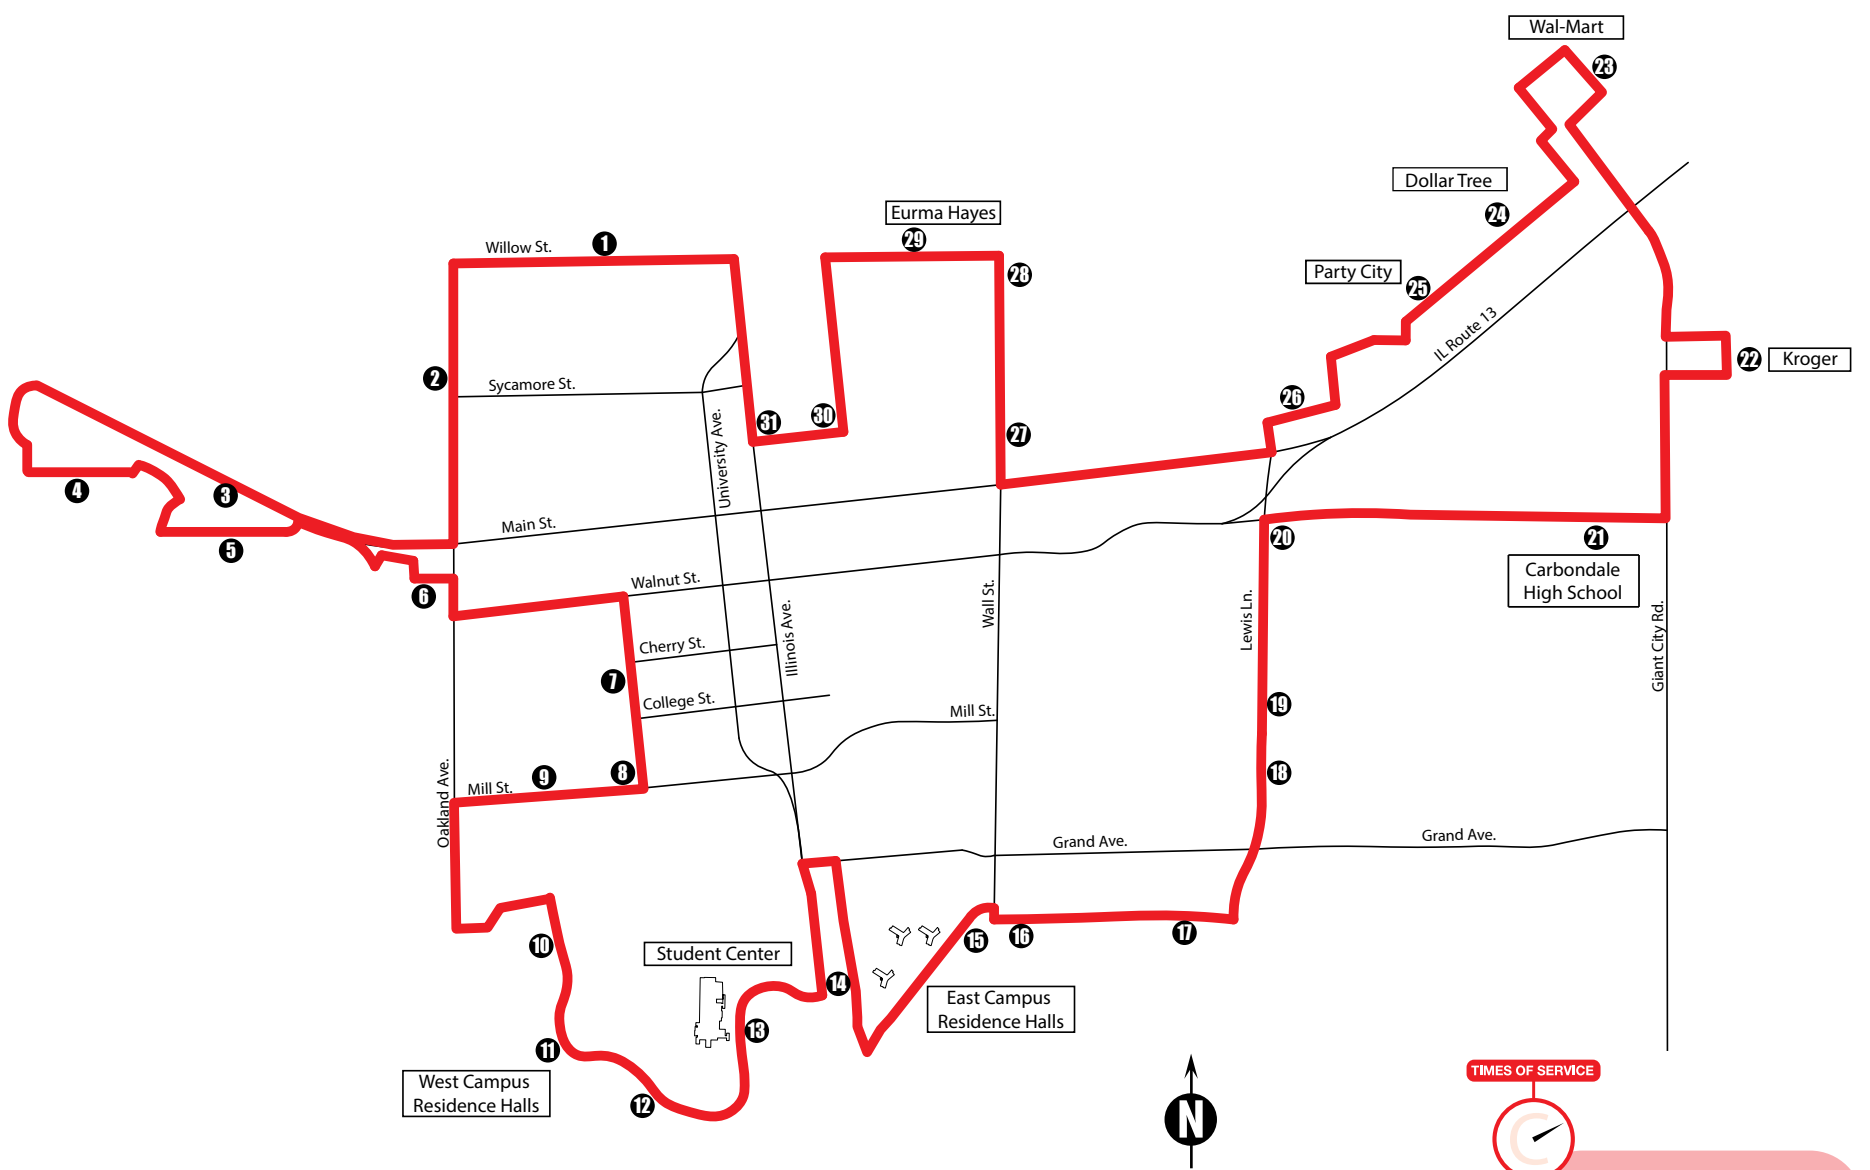 Wal-Mart
23
Dollar Tree
24
Eurma Hayes
29
Willow St.
1
28
Party City
25
IL Route 13
22
Kroger
2
Sycamore St.
26
31
30
27
University Ave.
4
3
Main St.
5
20
21
Carbondale
High School
6
Walnut St.
Wall St.
Lewis Ln.
Giant City Rd.
Illinois Ave.
Cherry St.
7
College St.
19
Mill St.
18
8
9
Mill St.
Oakland Ave.
Grand Ave.
Grand Ave.
10
Student Center
14
15
16
17
East Campus
Residence Halls
13
11
West Campus
Residence Halls
12
N
TIMES OF SERVICE